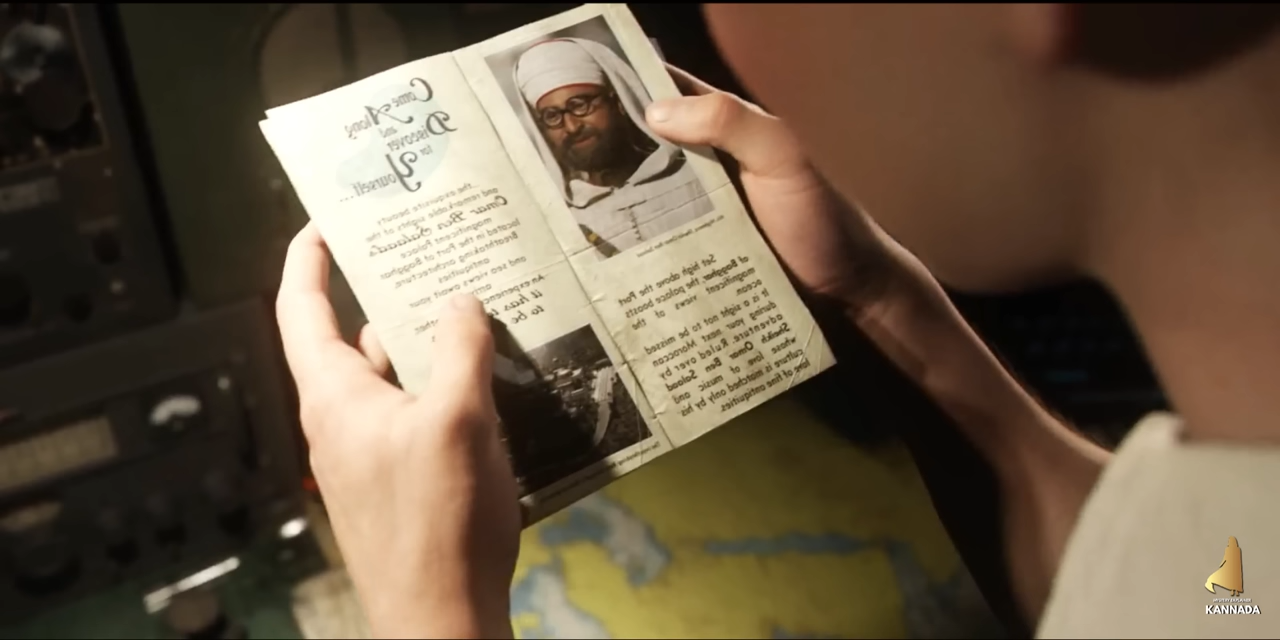 Come Along
and
Discover
for
Yourself...
...the exquisite beauty
and remarkable sights of the
Omar Ben Salaad's
magnificent Palace
located in the Port of Bagghar.
Breathtaking architecture,
antiquities
and see views await your
An experience
it has to
to be
Set high above the Port
of Bagghar, the palace boasts
magnificent views of the
ocean.
It is a sight not to be missed
during your next Moroccan
adventure. Ruled over by
Sheikh Omar Ben Salaad
whose love of music and
culture is matched only by his
love of fine antiquities.
KANNADA